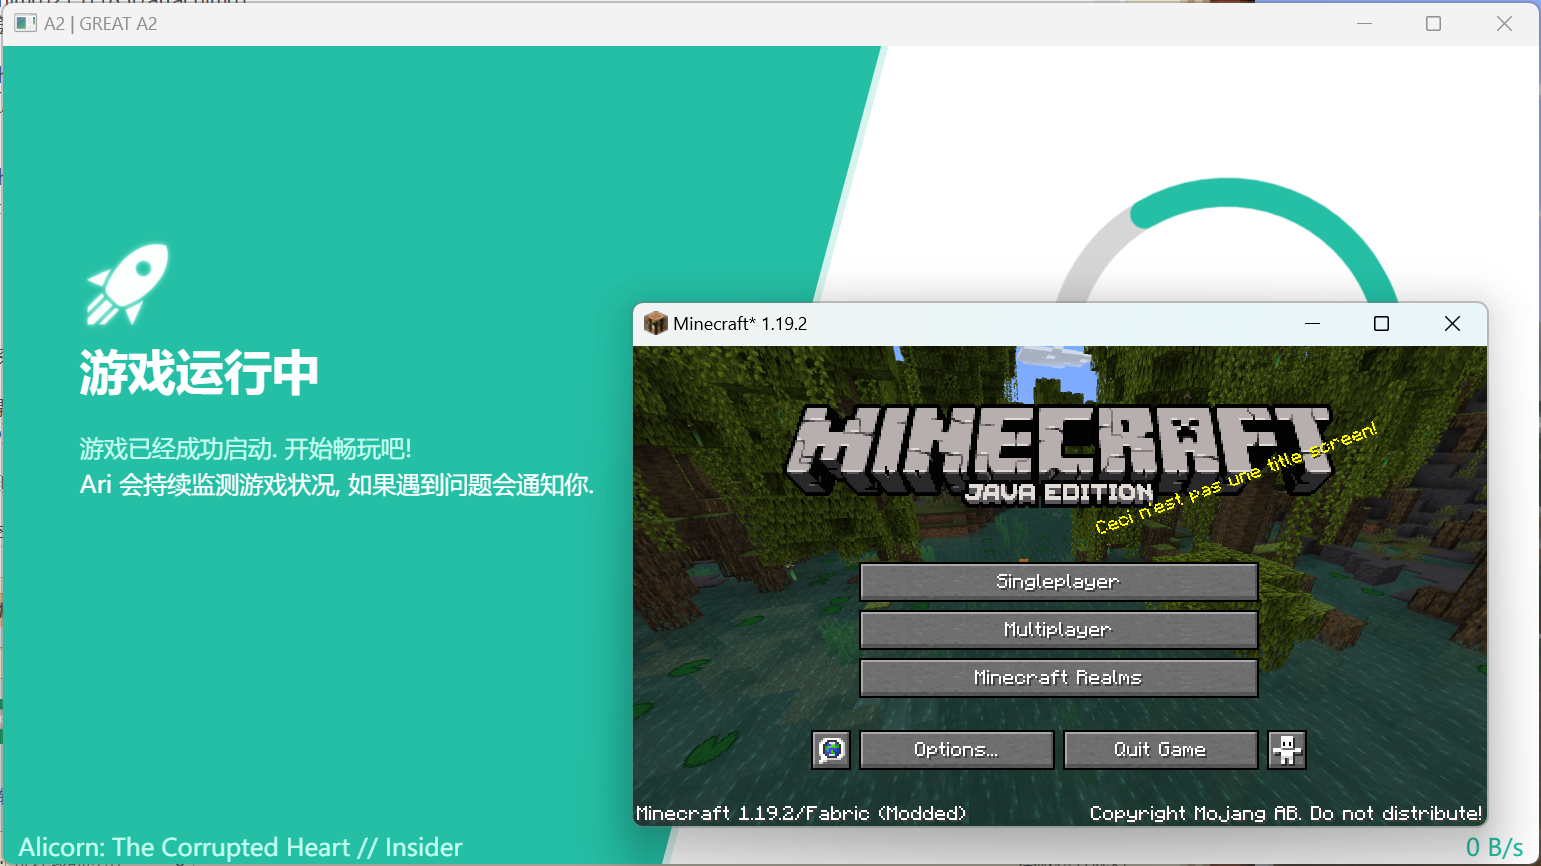 A2 | GREAT A2
游戏运行中
游戏已经成功启动. 开始畅玩吧!
Ari 会持续监测游戏状况, 如果遇到问题会通知你.
Alicorn: The Corrupted Heart // Insider
0 B/s
Minecraft* 1.19.2
MINECRAFT
JAVA EDITION
Ceci n'est pas une title screen!
Singleplayer
Multiplayer
Minecraft Realms
Options...
Quit Game
Minecraft 1.19.2/Fabric (Modded)
Copyright Mojang AB. Do not distribute!